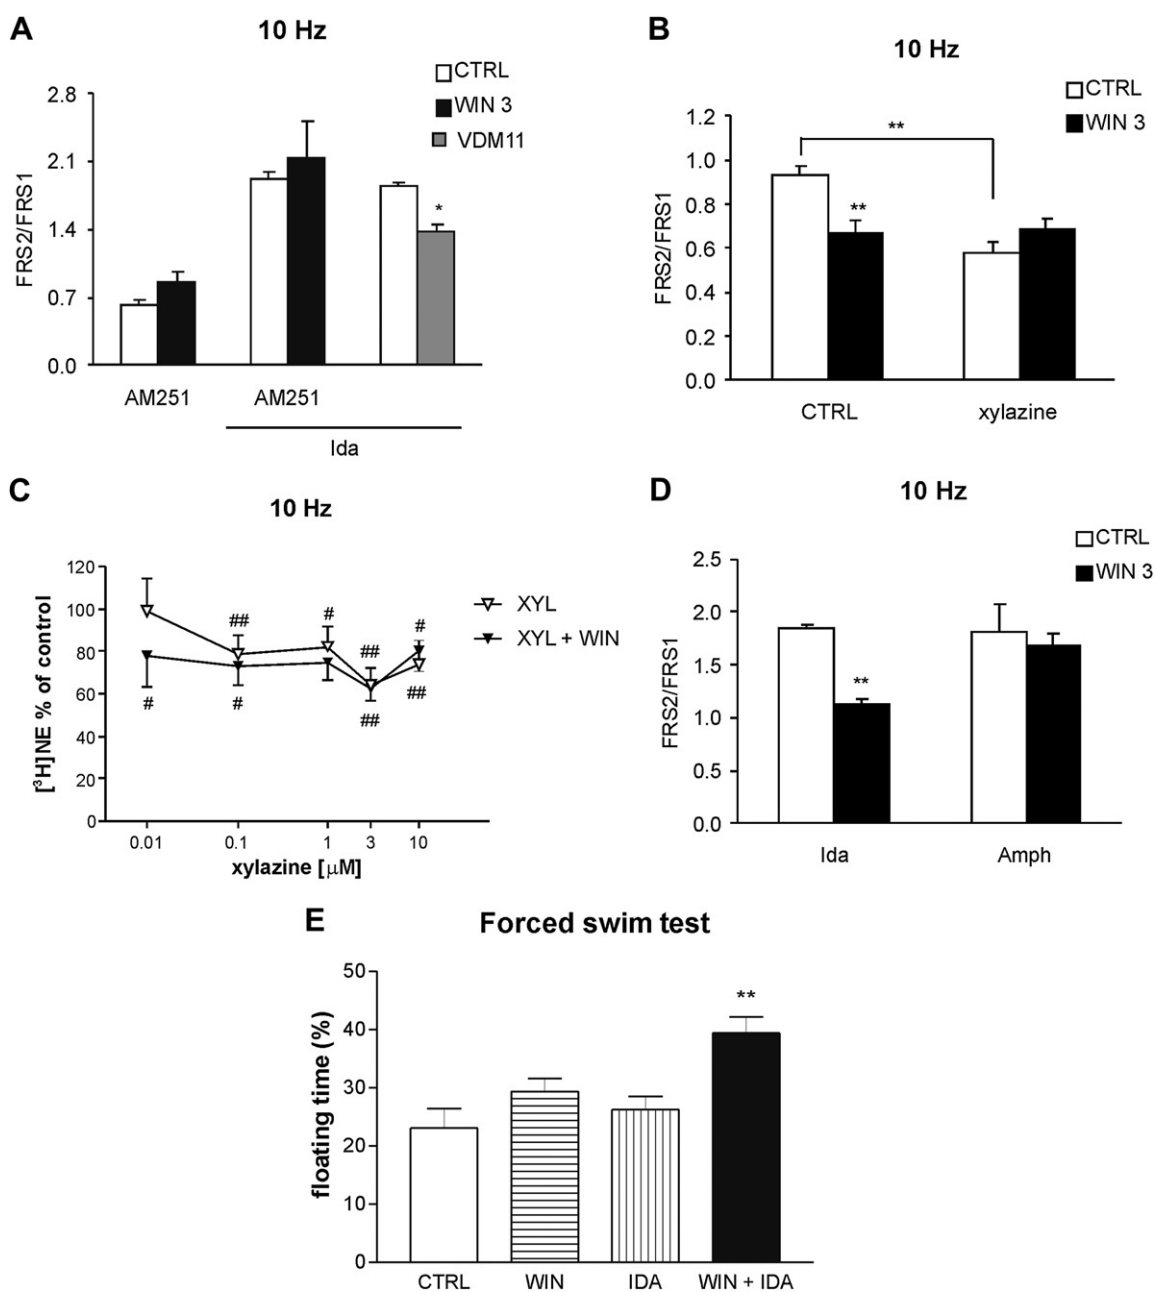 A
10 Hz
CTRL
WIN 3
VDM11
FRS2/FRS1
2.8
2.1
1.4
0.7
0.0
*
AM251
AM251
Ida
B
10 Hz
CTRL
WIN 3
FRS2/FRS1
1.2
1.0
0.8
0.6
0.4
0.2
0.0
**
**
CTRL
xylazine
C
10 Hz
[³H]NE % of control
120
100
80
60
40
20
0
##
#
##
#
#
#
##
##
XYL
XYL + WIN
0.01
0.1
1
3
10
xylazine [µM]
D
10 Hz
CTRL
WIN 3
FRS2/FRS1
2.5
2.0
1.5
1.0
0.5
0.0
**
Ida
Amph
E
Forced swim test
floating time (%)
50
40
30
20
10
0
**
CTRL
WIN
IDA
WIN + IDA